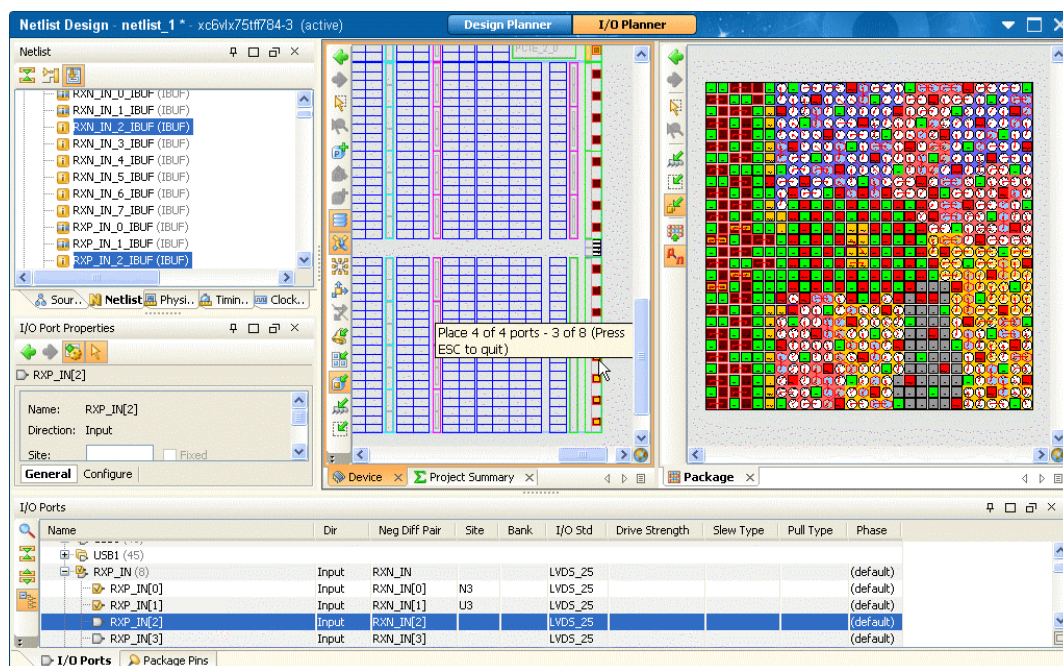 Netlist Design - netlist_1 * - xc6vlx75tff784-3 (active)
Design Planner
I/O Planner
Netlist
RXN_IN_0_IBUF (IBUF)
RXN_IN_1_IBUF (IBUF)
RXN_IN_2_IBUF (IBUF)
RXN_IN_3_IBUF (IBUF)
RXN_IN_4_IBUF (IBUF)
RXN_IN_5_IBUF (IBUF)
RXN_IN_6_IBUF (IBUF)
RXN_IN_7_IBUF (IBUF)
RXP_IN_0_IBUF (IBUF)
RXP_IN_1_IBUF (IBUF)
RXP_IN_2_IBUF (IBUF)
Sour.. Netlist Physi.. Timin.. Clock..
I/O Port Properties
RXP_IN[2]
Name: RXP_IN[2]
Direction: Input
Site: Fixed
General Configure
PCIE_2_0
Place 4 of 4 ports - 3 of 8 (Press
ESC to quit)
Device Project Summary
Package
I/O Ports
Name Dir Neg Diff Pair Site Bank I/O Std Drive Strength Slew Type Pull Type Phase
USB1 (45)
RXP_IN (8) Input RXN_IN LVDS_25 (default)
RXP_IN[0] Input RXN_IN[0] N3 LVDS_25 (default)
RXP_IN[1] Input RXN_IN[1] U3 LVDS_25 (default)
RXP_IN[2] Input RXN_IN[2] LVDS_25 (default)
RXP_IN[3] Input RXN_IN[3] LVDS_25 (default)
I/O Ports Package Pins